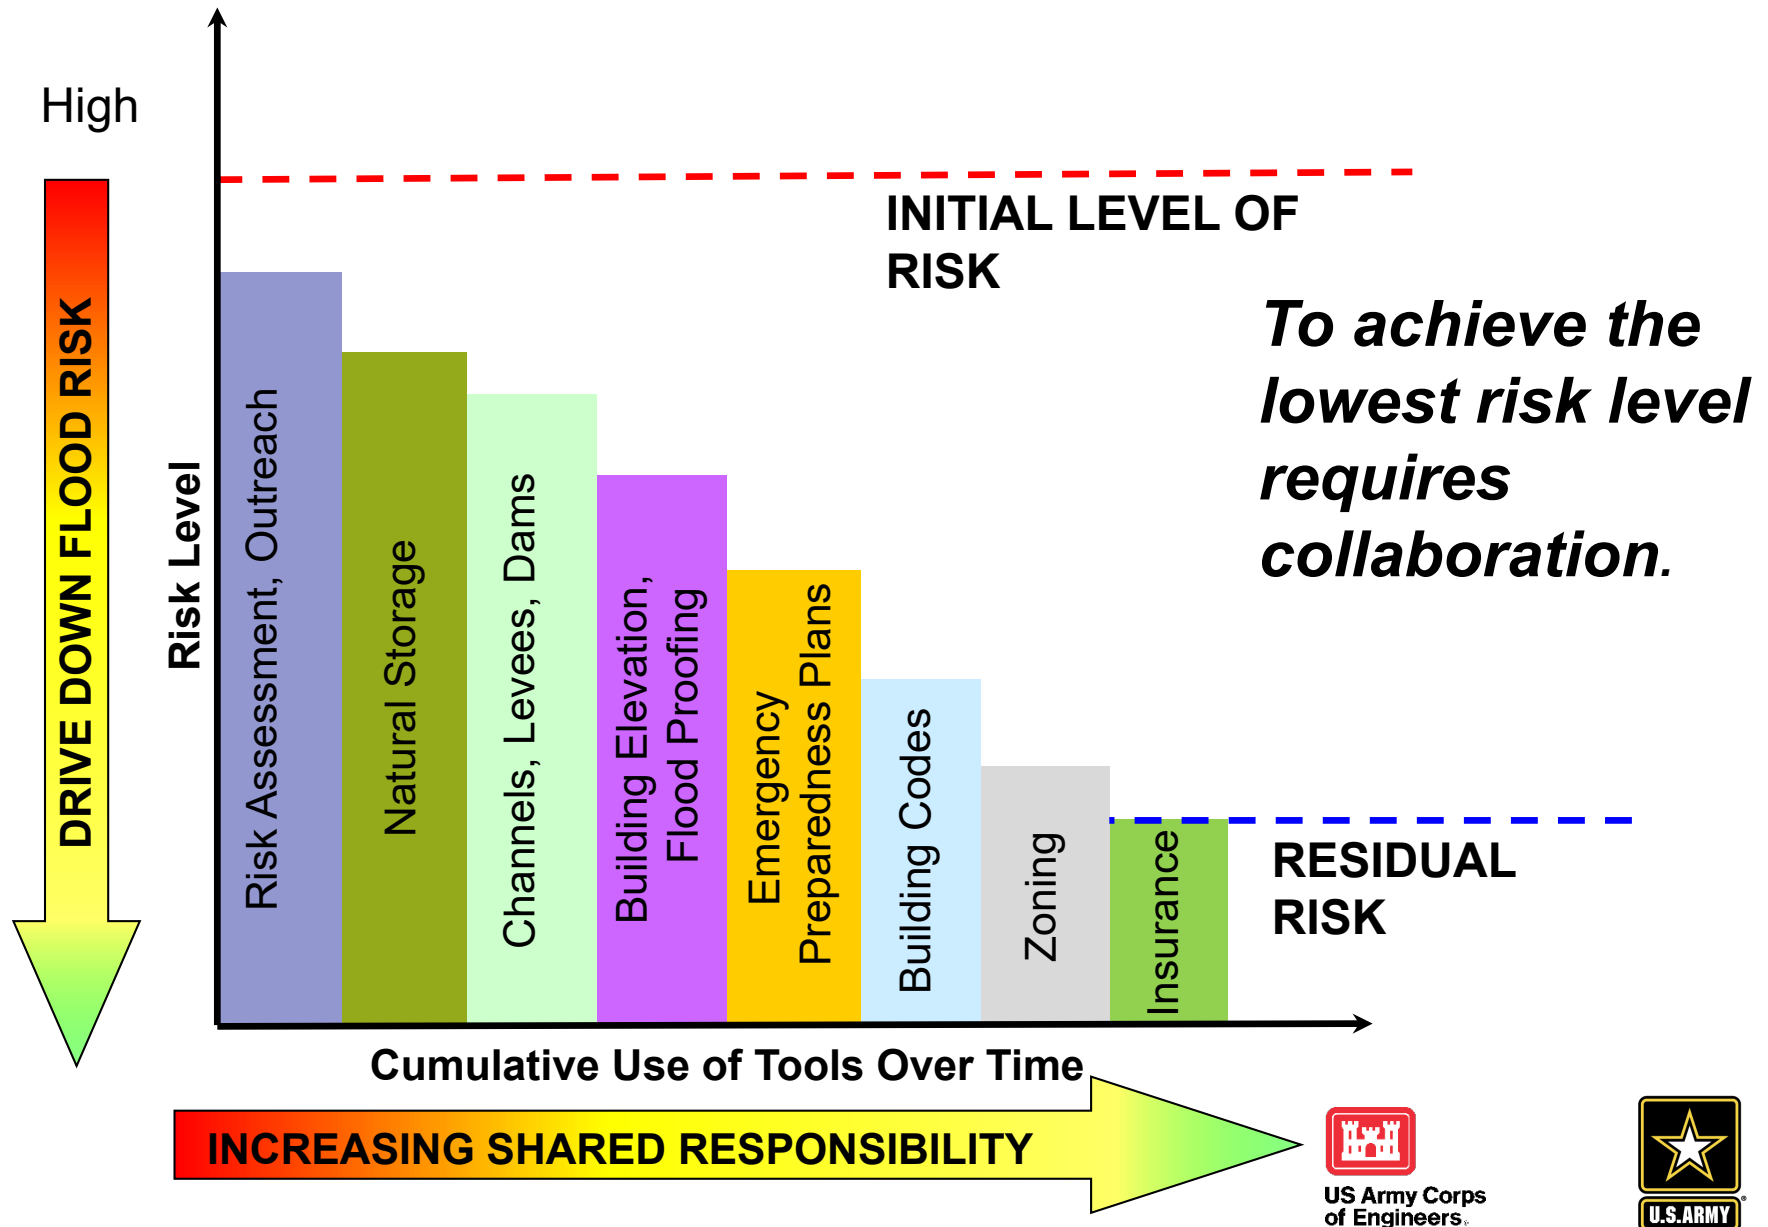 High
DRIVE DOWN FLOOD RISK
Risk Level
INITIAL LEVEL OF
RISK
To achieve the
lowest risk level
requires
collaboration.
Risk Assessment, Outreach
Natural Storage
Channels, Levees, Dams
Building Elevation,
Flood Proofing
Emergency
Preparedness Plans
Building Codes
Zoning
Insurance
RESIDUAL
RISK
Cumulative Use of Tools Over Time
INCREASING SHARED RESPONSIBILITY
US Army Corps
of Engineers
U.S.ARMY